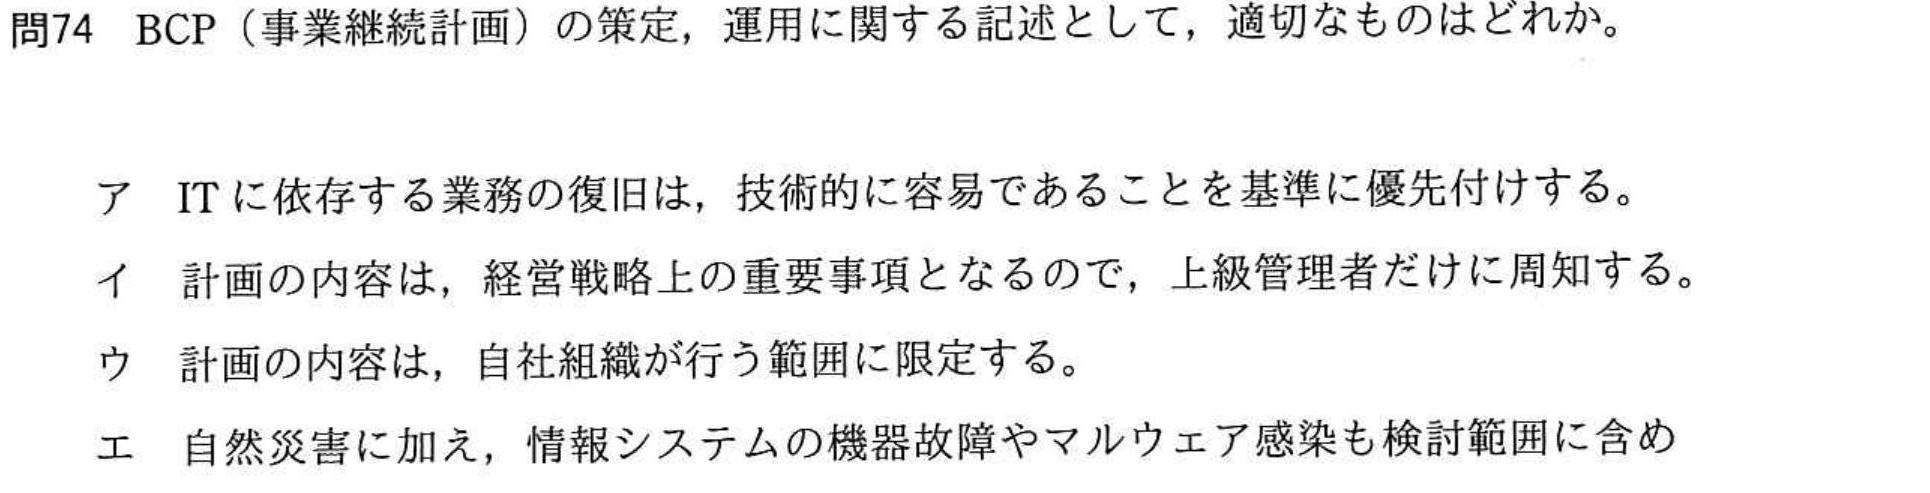 問74 BCP（事業継続計画）の策定，運用に関する記述として，適切なものはどれか。
ア ITに依存する業務の復旧は，技術的に容易であることを基準に優先付けする。
イ 計画の内容は，経営戦略上の重要事項となるので，上級管理者だけに周知する。
ウ 計画の内容は，自社組織が行う範囲に限定する。
エ 自然災害に加え，情報システムの機器故障やマルウェア感染も検討範囲に含め